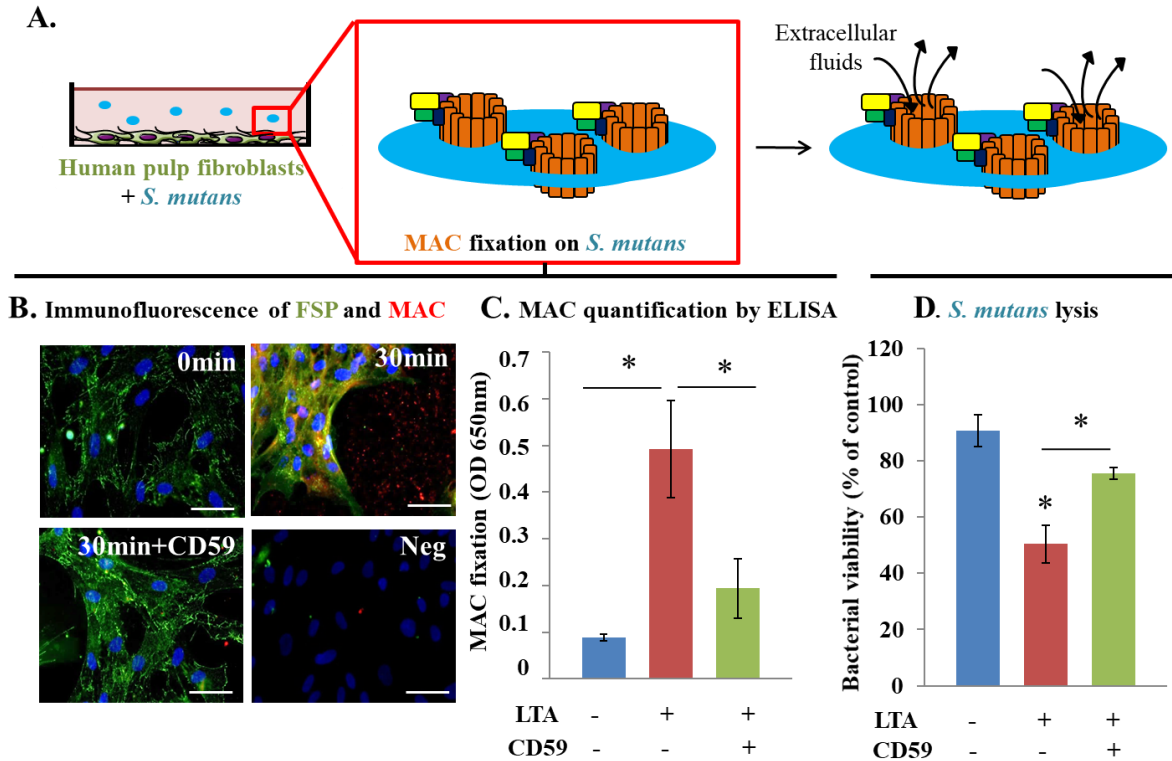 A.
Extracellular
fluids
Human pulp fibroblasts
+ S. mutans
MAC fixation on S. mutans
B. Immunofluorescence of FSP and MAC
0min
30min
30min+CD59
Neg
C. MAC quantification by ELISA
MAC fixation (OD 650nm)
0.7
0.6
0.5
0.4
0.3
0.2
0.1
0
*
*
LTA - + +
CD59 - - +
D. S. mutans lysis
Bacterial viability (% of control)
120
100
80
60
40
20
0
*
*
LTA - + +
CD59 - - +